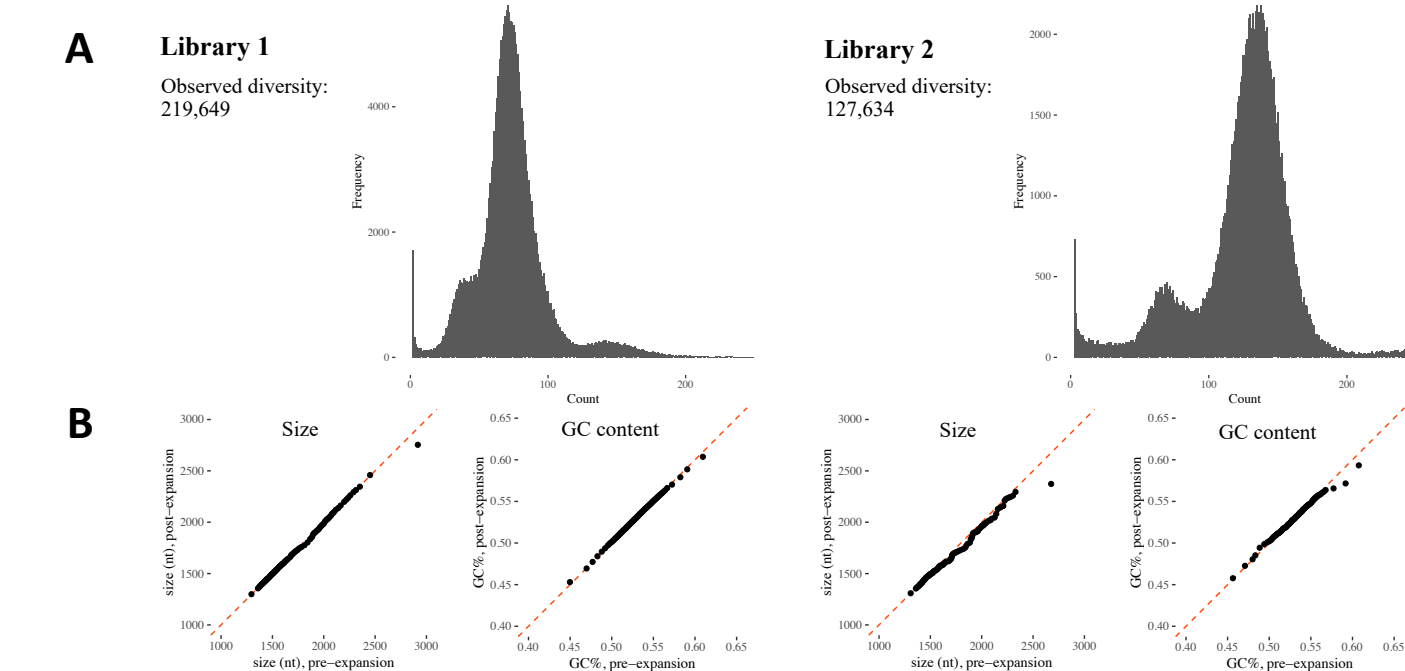 A
Library 1
Observed diversity:
219,649
Frequency
4000
2000
0
0 100 200
Count
Library 2
Observed diversity:
127,634
Frequency
2000
1500
1000
500
0
0 100 200
Count
B
Size
size (nt), post−expansion
3000
2500
2000
1500
1000
1000 1500 2000 2500 3000
size (nt), pre−expansion
GC content
GC%, post−expansion
0.65
0.60
0.55
0.50
0.45
0.40
0.40 0.45 0.50 0.55 0.60 0.65
GC%, pre−expansion
Size
size (nt), post−expansion
3000
2500
2000
1500
1000
1000 1500 2000 2500 3000
size (nt), pre−expansion
GC content
GC%, post−expansion
0.65
0.60
0.55
0.50
0.45
0.40
0.40 0.45 0.50 0.55 0.60 0.65
GC%, pre−expansion